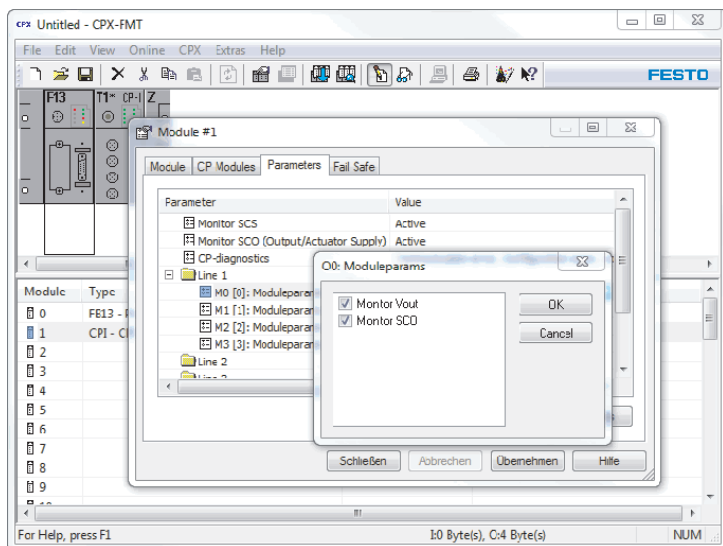 CPX Untitled - CPX-FMT
File Edit View Online CPX Extras Help
FESTO
F13 T1* CP-I Z
Module #1
Module CP Modules Parameters Fail Safe
Parameter Value
Monitor SCS Active
Monitor SCO (Output/Actuator Supply) Active
CP-diagnostics
Line 1
M0 [0]: Moduleparam
M1 [1]: Moduleparam
M2 [2]: Moduleparam
M3 [3]: Moduleparam
Line 2
O0: Moduleparams
Montor Vout
Montor SCO
OK
Cancel
Schließen Abbrechen Übernehmen Hilfe
Module Type
0 FB13 -
1 CPI - C
2
3
4
5
6
7
8
9
For Help, press F1 I:0 Byte(s), O:4 Byte(s) NUM